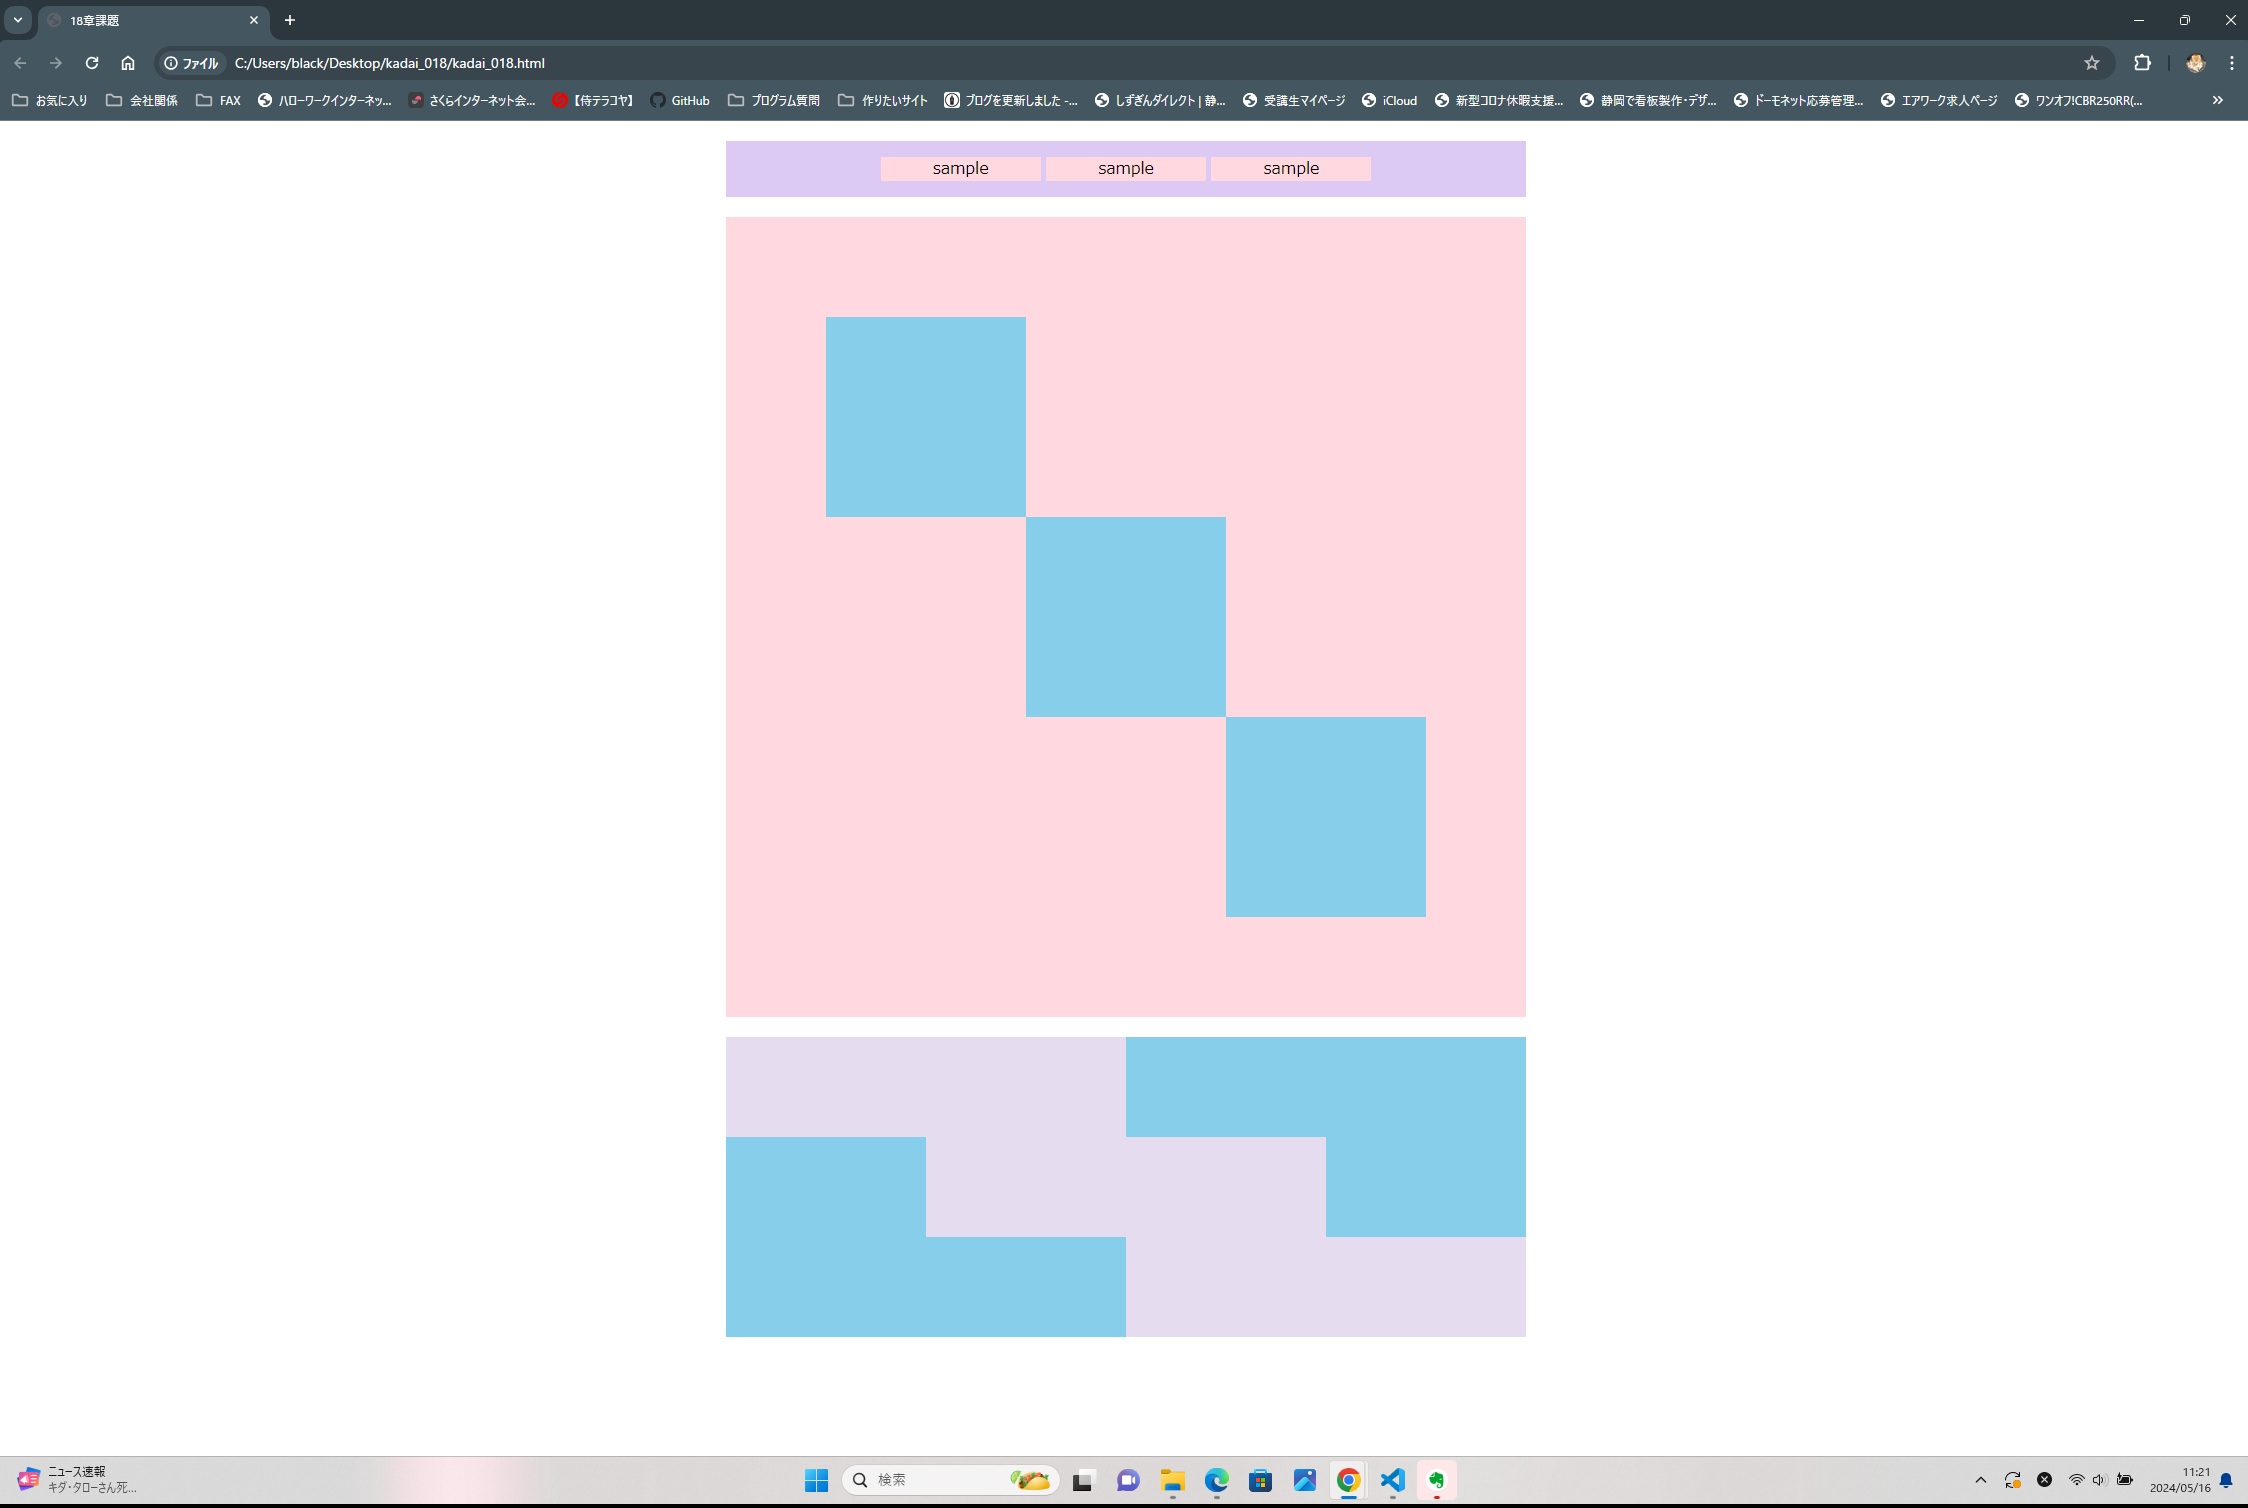 18章課題
ファイル C:/Users/black/Desktop/kadai_018/kadai_018.html
お気に入り 会社関係 FAX ハローワークインターネッ... さくらインターネット会... 【侍テラコヤ】 GitHub プログラム質問 作りたいサイト ブログを更新しました -... しずぎんダイレクト | 静... 受講生マイページ iCloud 新型コロナ休暇支援... 静岡で看板製作・デザ... ドーモネット応募管理... エアワーク求人ページ ワンオフ!CBR250RR(...
sample sample sample
ニュース速報
キダ・タローさん死...
検索
11:21
2024/05/16